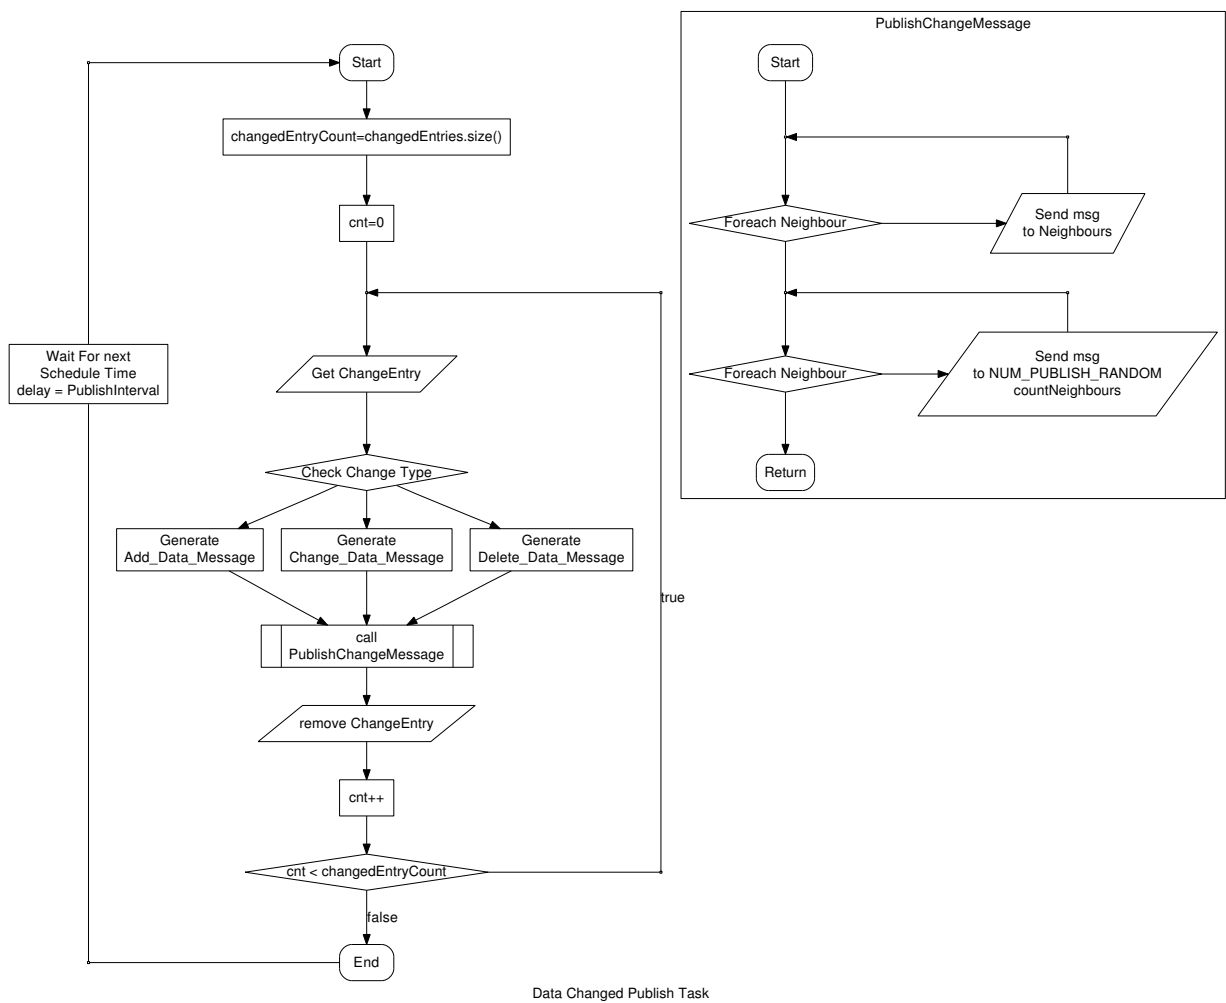 PublishChangeMessage
Start
Start
changedEntryCount=changedEntries.size()
cnt=0
Foreach Neighbour
Send msg
to Neighbours
Wait For next
Schedule Time
delay = PublishInterval
Get ChangeEntry
Foreach Neighbour
Send msg
to NUM_PUBLISH_RANDOM
countNeighbours
Check Change Type
Return
Generate
Add_Data_Message
Generate
Change_Data_Message
Generate
Delete_Data_Message
true
call
PublishChangeMessage
remove ChangeEntry
cnt++
cnt < changedEntryCount
false
End
Data Changed Publish Task